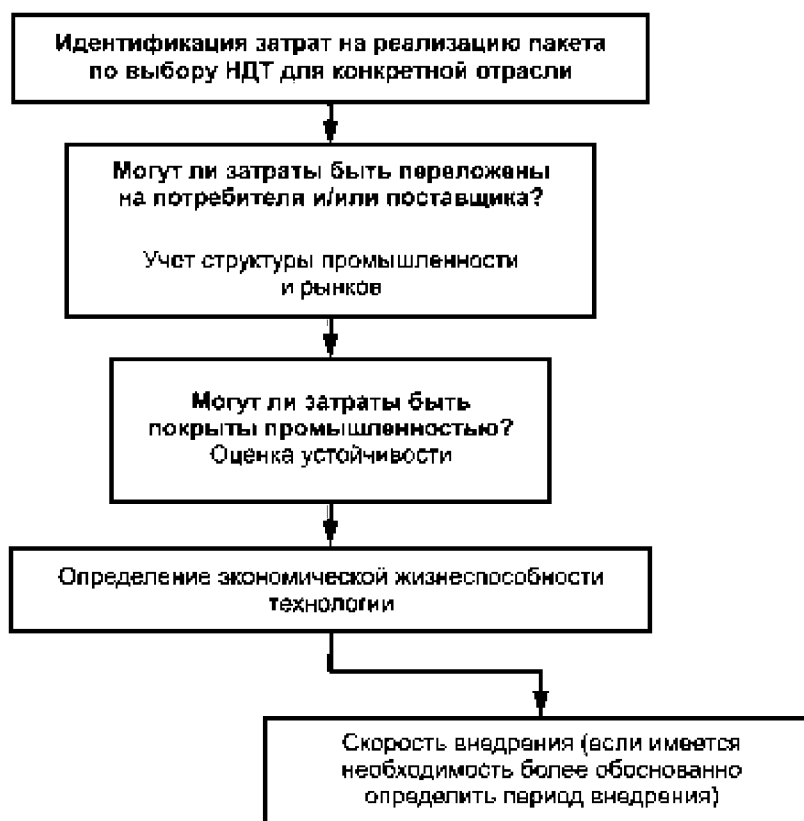 Идентификация затрат на реализацию пакета
по выбору НДТ для конкретной отрасли
Могут ли затраты быть переложены
на потребителя и/или поставщика?
Учет структуры промышленности
и рынков
Могут ли затраты быть
покрыты промышленностью?
Оценка устойчивости
Определение экономической жизнеспособности
технологии
Скорость внедрения (если имеется
необходимость более обоснованно
определить период внедрения)